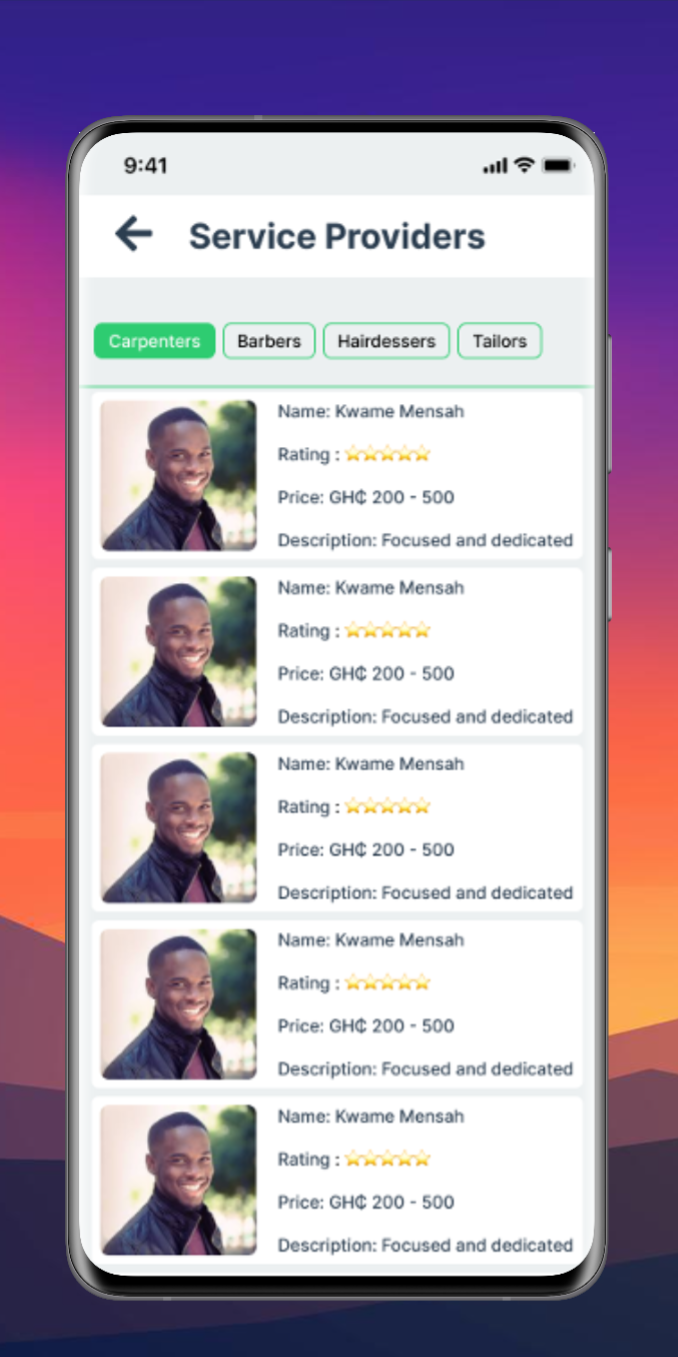 9:41
Service Providers
Carpenters Barbers Hairdessers Tailors
Name: Kwame Mensah
Rating :
Price: GH₵ 200 - 500
Description: Focused and dedicated
Name: Kwame Mensah
Rating :
Price: GH₵ 200 - 500
Description: Focused and dedicated
Name: Kwame Mensah
Rating :
Price: GH₵ 200 - 500
Description: Focused and dedicated
Name: Kwame Mensah
Rating :
Price: GH₵ 200 - 500
Description: Focused and dedicated
Name: Kwame Mensah
Rating :
Price: GH₵ 200 - 500
Description: Focused and dedicated